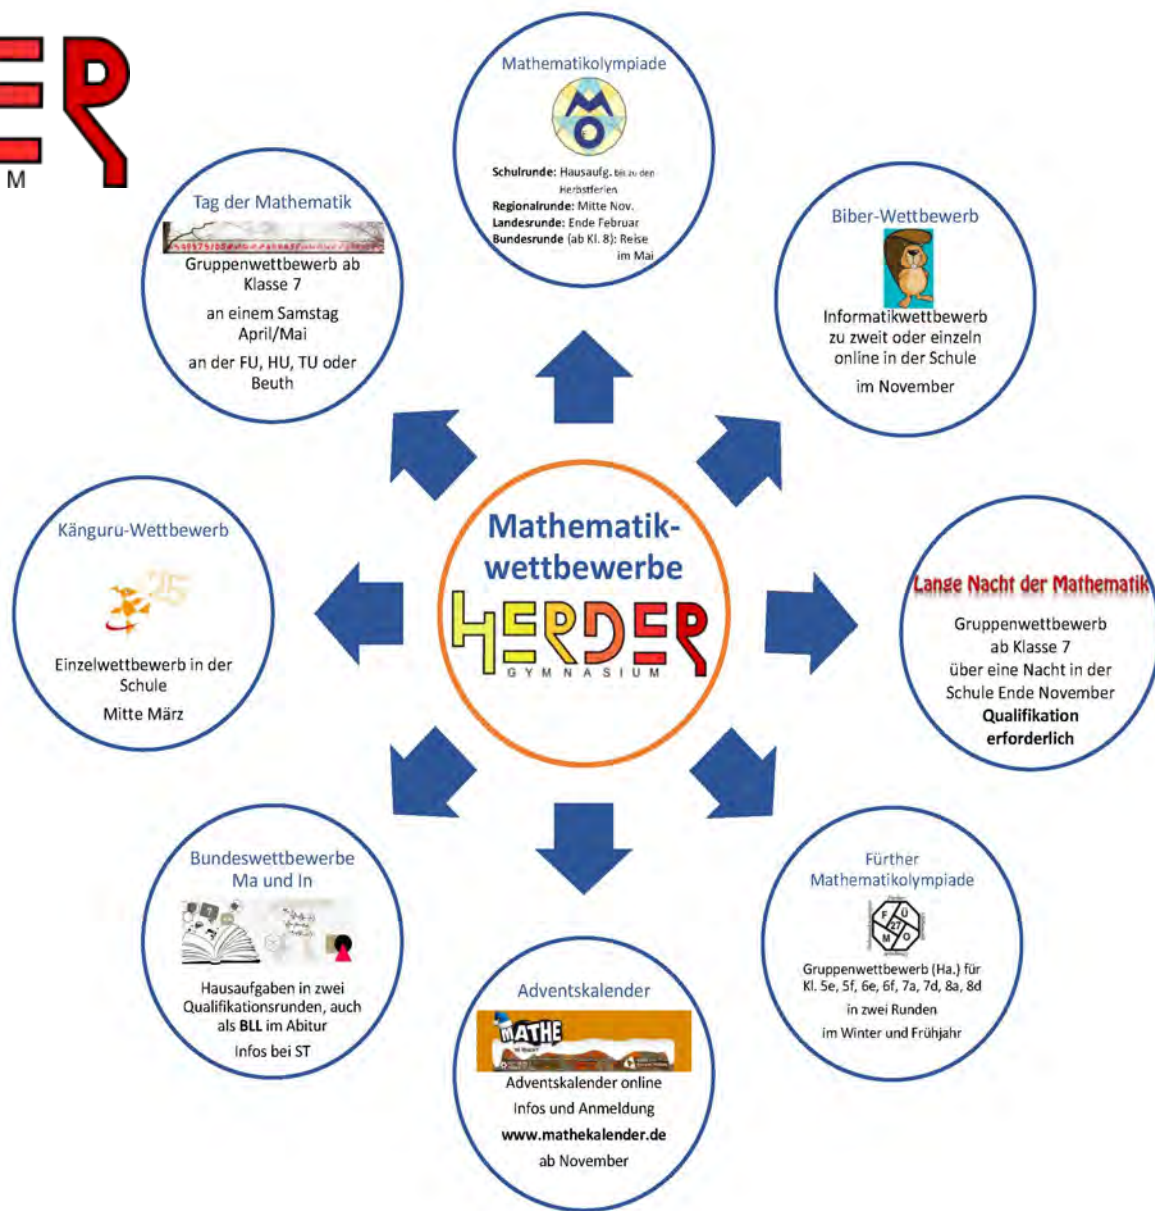 ER
M
Mathematikolympiade
MO
Schulrunde: Hausaufg. bis zu den
Herbstferien
Regionalrunde: Mitte Nov.
Landesrunde: Ende Februar
Bundesrunde (ab Kl. 8): Reise
im Mai
Biber-Wettbewerb
Informatikwettbewerb
zu zweit oder einzeln
online in der Schule
im November
Lange Nacht der Mathematik
Gruppenwettbewerb
ab Klasse 7
über eine Nacht in der
Schule Ende November
Qualifikation
erforderlich
Fürther
Mathematikolympiade
F Ü
27
M O
Gruppenwettbewerb (Ha.) für
Kl. 5e, 5f, 6e, 6f, 7a, 7d, 8a, 8d
in zwei Runden
im Winter und Frühjahr
Adventskalender
MATHE
Adventskalender online
Infos und Anmeldung
www.mathekalender.de
ab November
Bundeswettbewerbe
Ma und In
Hausaufgaben in zwei
Qualifikationsrunden, auch
als BLL im Abitur
Infos bei ST
Känguru-Wettbewerb
25
Einzelwettbewerb in der
Schule
Mitte März
Tag der Mathematik
Gruppenwettbewerb ab
Klasse 7
an einem Samstag
April/Mai
an der FU, HU, TU oder
Beuth
Mathematik-
wettbewerbe
HERDER
GYMNASIUM